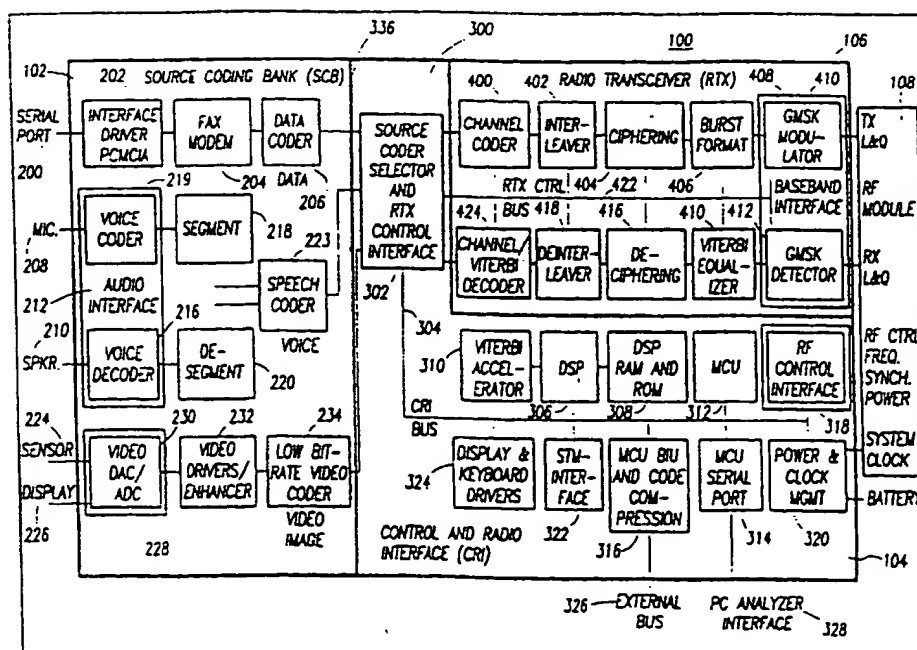 336
300
100
106
102
202
SOURCE CODING BANK (SCB)
400
402
RADIO TRANSCEIVER (RTX)
408
410
108
SERIAL
PORT
200
INTERFACE
DRIVER
PCMCIA
FAX
MODEM
DATA
CODER
204
DATA
206
SOURCE
CODER
SELECTOR
AND
RTX
CONTROL
INTERFACE
302
CHANNEL
CODER
INTER-
LEAVER
CIPHERING
BURST
FORMAT
GMSK
MODU-
LATOR
TX
I,&Q
RTX CTRL
BUS
404
422
406
BASEBAND
INTERFACE
RF
MODULE
219
MIC.
208
VOICE
CODER
SEGMENT
218
223
212
AUDIO
INTERFACE
SPEECH
CODER
VOICE
424
418
416
410
412
CHANNEL/
VITERBI
DECODER
DEINTER-
LEAVER
DE-
CIPHERING
VITERBI
EQUAL-
IZER
GMSK
DETECTOR
RX
I,&Q
210
SPKR.
216
VOICE
DECODER
DE-
SEGMENT
220
304
310
VITERBI
ACCEL-
ERATOR
DSP
DSP
RAM AND
ROM
MCU
RF
CONTROL
INTERFACE
RF CTRL
FREQ.
SYNCH.
POWER
306
308
312
318
CRI
BUS
224
SENSOR
DISPLAY
226
230
232
234
VIDEO
DAC/
ADC
VIDEO
DRIVERS/
ENHANCER
LOW BIT-
RATE VIDEO
CODER
VIDEO
IMAGE
228
324
DISPLAY &
KEYBOARD
DRIVERS
STM-
INTER-
FACE
322
MCU BIU
AND CODE
COM-
PRESSION
316
MCU
SERIAL
PORT
314
POWER &
CLOCK
MGMT
320
SYSTEM
CLOCK
BATTERY
CONTROL AND RADIO
INTERFACE (CRI)
104
326
EXTERNAL
BUS
PC ANALYZER
INTERFACE
328